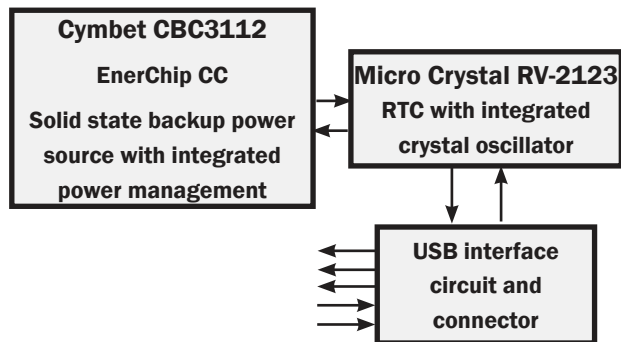 Cymbet CBC3112
EnerChip CC
Solid state backup power
source with integrated
power management
Micro Crystal RV-2123
RTC with integrated
crystal oscillator
USB interface
circuit and
connector